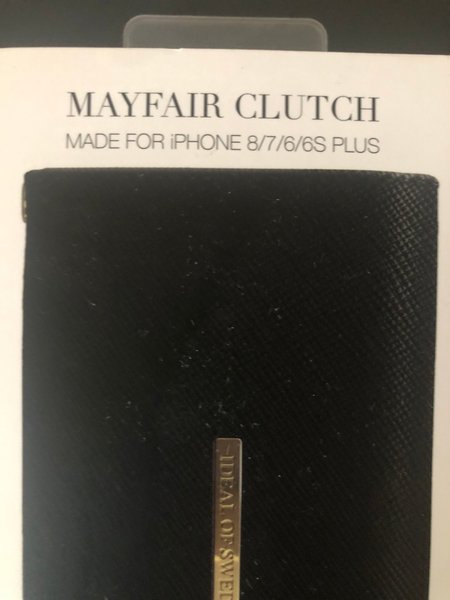 MAYFAIR CLUTCH
MADE FOR iPHONE 8/7/6/6S PLUS
IDEAL OF SWED